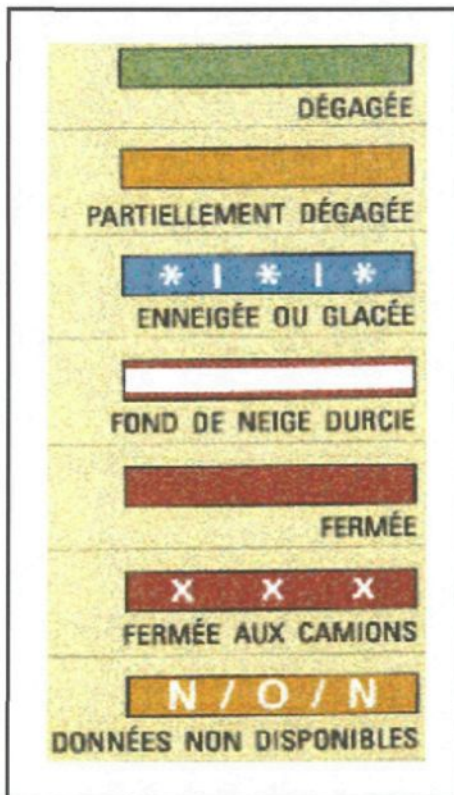 DÉGAGÉE
PARTIELLEMENT DÉGAGÉE
* I * I *
ENNEIGÉE OU GLACÉE
FOND DE NEIGE DURCIE
FERMÉE
X X X
FERMÉE AUX CAMIONS
N / O / N
DONNÉES NON DISPONIBLES